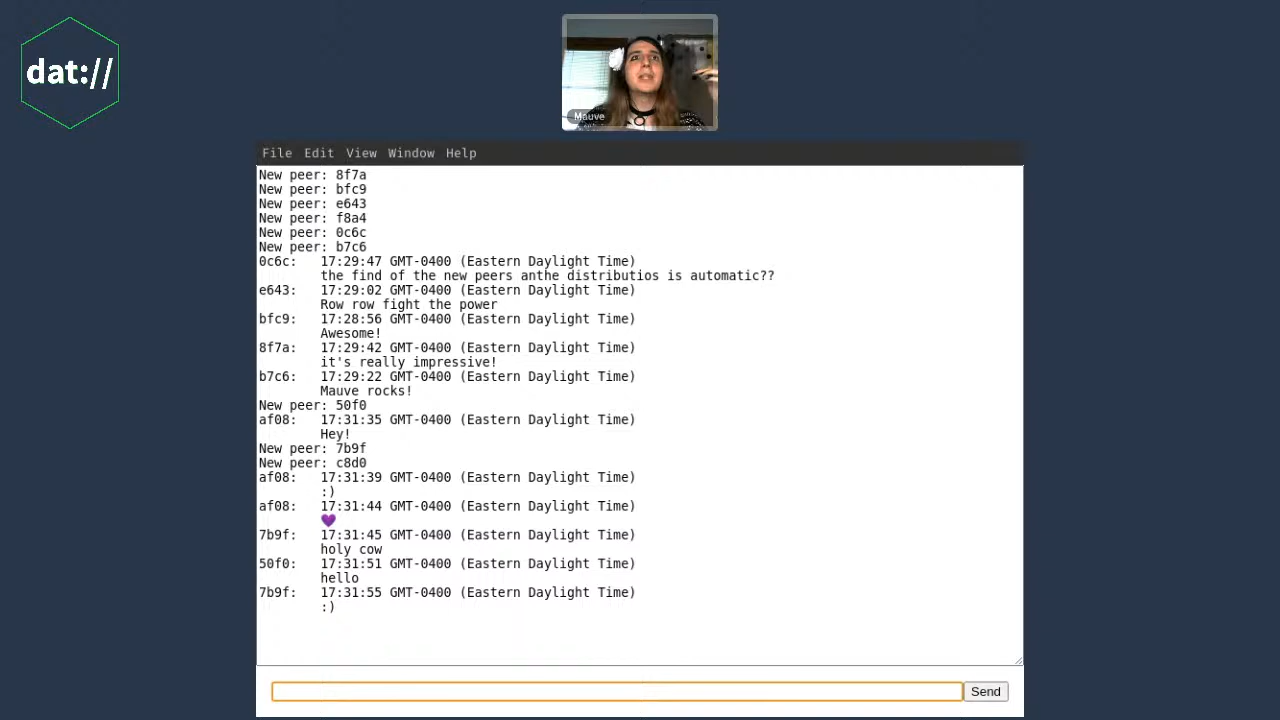 dat://
Mauve
File Edit View Window Help
New peer: 8f7a
New peer: bfc9
New peer: e643
New peer: f8a4
New peer: 0c6c
New peer: b7c6
0c6c: 17:29:47 GMT-0400 (Eastern Daylight Time)
the find of the new peers anthe distributios is automatic??
e643: 17:29:02 GMT-0400 (Eastern Daylight Time)
Row row fight the power
bfc9: 17:28:56 GMT-0400 (Eastern Daylight Time)
Awesome!
8f7a: 17:29:42 GMT-0400 (Eastern Daylight Time)
it's really impressive!
b7c6: 17:29:22 GMT-0400 (Eastern Daylight Time)
Mauve rocks!
New peer: 50f0
af08: 17:31:35 GMT-0400 (Eastern Daylight Time)
Hey!
New peer: 7b9f
New peer: c8d0
af08: 17:31:39 GMT-0400 (Eastern Daylight Time)
:)
af08: 17:31:44 GMT-0400 (Eastern Daylight Time)
💜
7b9f: 17:31:45 GMT-0400 (Eastern Daylight Time)
holy cow
50f0: 17:31:51 GMT-0400 (Eastern Daylight Time)
hello
7b9f: 17:31:55 GMT-0400 (Eastern Daylight Time)
:)
Send